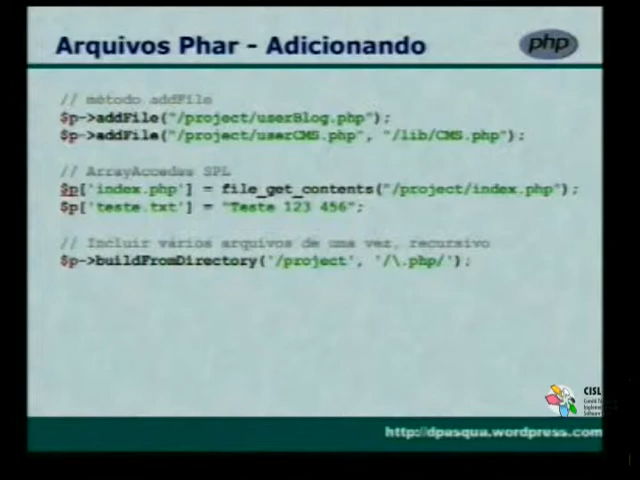 Arquivos Phar - Adicionando
php
// método addFile
$p->addFile("/project/userBlog.php");
$p->addFile("/project/userCMS.php", "/lib/CMS.php");
// ArrayAccedss SPL
$p['index.php'] = file_get_contents("/project/index.php");
$p['teste.txt'] = "Teste 123 456";
// Incluir vários arquivos de uma vez, recursivo
$p->buildFromDirectory('/project', '/\.php/');
CISL
http://dpasqua.wordpress.com